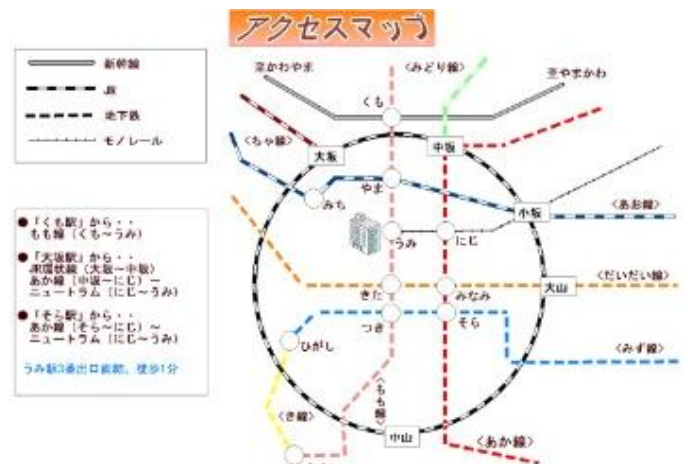 アクセスマップ
新幹線
JR
地下鉄
モノレール
至かわやま
<みどり線>
至やまかわ
くも
<ちゃ線>
大坂
中坂
みち
やま
小坂
<あお線>
うみ
にじ
●「くも駅」から・・
もも線(くも~うみ)
●「大坂駅」から・・
JR環状線(大坂~中坂)
あか線(中坂~にじ)ー
ニュートラム(にじ~うみ)
●「そら駅」から・・
あか線(そら~にじ)~
ニュートラム(にじ~うみ)
うみ駅3番出口直結、徒歩1分
<だいだい線>
きた
みなみ
大山
つき
そら
ひがし
<みず線>
<もも線>
<き線>
中山
<あか線>